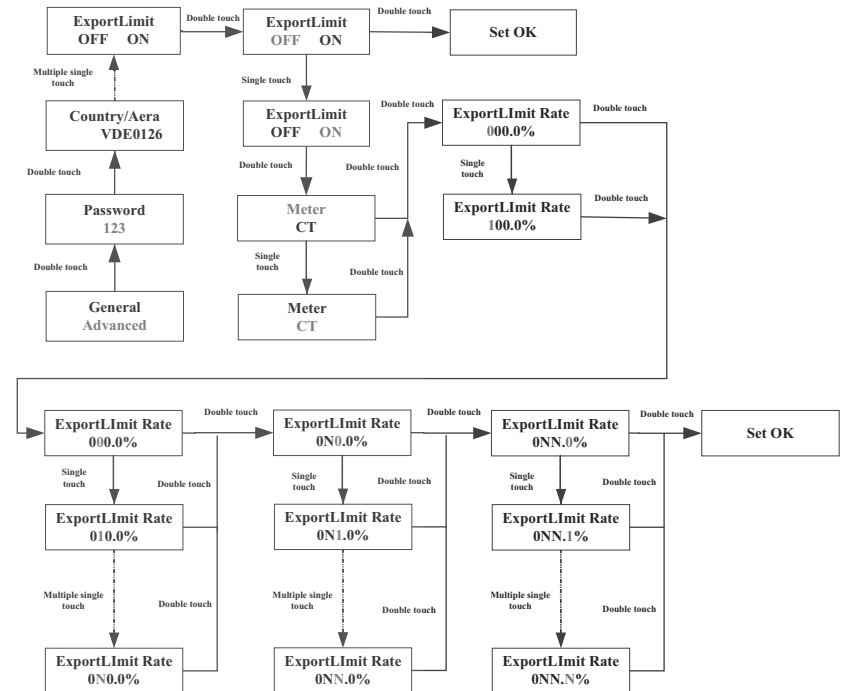 ExportLimit
OFF ON
Double touch
ExportLimit
OFF ON
Double touch
Set OK
Multiple single
touch
Single touch
Country/Aera
VDE0126
ExportLimit
OFF ON
Double touch
ExportLImit Rate
000.0%
Double touch
Double touch
Double touch
Double touch
Single
touch
Password
123
Meter
CT
ExportLImit Rate
100.0%
Double touch
Double touch
Single
touch
Double touch
General
Advanced
Meter
CT
ExportLImit Rate
000.0%
Double touch
ExportLImit Rate
0N0.0%
Double touch
ExportLImit Rate
0NN.0%
Double touch
Set OK
Single
touch
Double touch
Single
touch
Double touch
Single
touch
Double touch
ExportLImit Rate
010.0%
ExportLImit Rate
0N1.0%
ExportLImit Rate
0NN.1%
Multiple single
touch
Double touch
Multiple single
touch
Double touch
Multiple single
touch
Double touch
ExportLImit Rate
0N0.0%
ExportLImit Rate
0NN.0%
ExportLImit Rate
0NN.N%